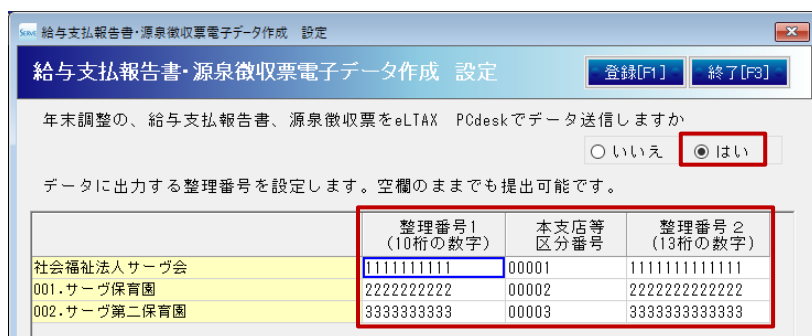 Serve 給与支払報告書・源泉徴収票電子データ作成 設定
給与支払報告書・源泉徴収票電子データ作成 設定 登録[F1] 終了[F3]
年末調整の、給与支払報告書、源泉徴収票をeLTAX PCdeskでデータ送信しますか
いいえ はい
データに出力する整理番号を設定します。空欄のままでも提出可能です。
整理番号1 本支店等 整理番号２
(10桁の数字) 区分番号 (13桁の数字)
社会福祉法人サーヴ会 1111111111 00001 1111111111111
001.サーヴ保育園 2222222222 00002 2222222222222
002.サーヴ第二保育園 3333333333 00003 3333333333333